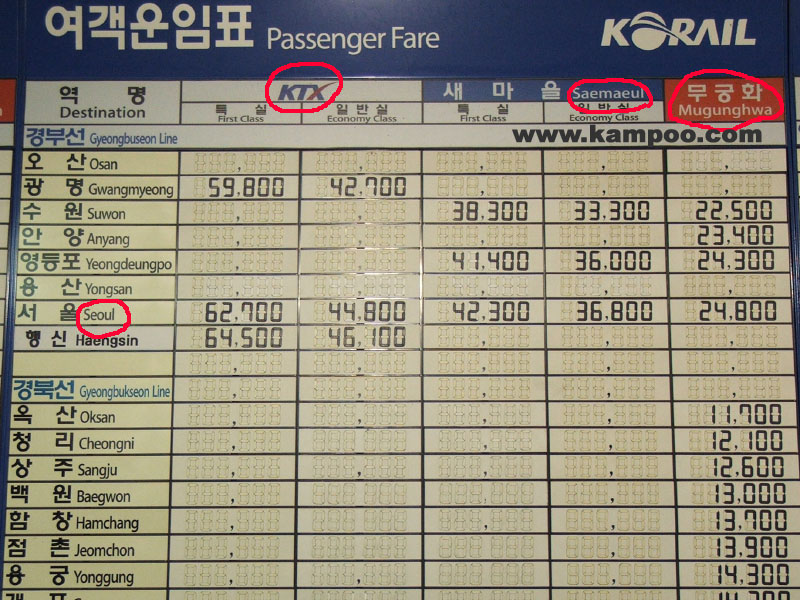 여객운임표 Passenger Fare KORAIL
역 명 KTX 새 마 을 Saemaeul 무궁화
Destination 특 실 일 반 실 특 실 일 반 실 Mugunghwa
First Class Economy Class First Class Economy Class
경부선 Gyeongbuseon Line www.kampoo.com
오 산 Osan
광 명 Gwangmyeong 59,800 42,700
수 원 Suwon 38,300 33,300 22,500
안 양 Anyang 23,400
영등포 Yeongdeungpo 41,400 36,000 24,300
용 산 Yongsan
서 울 Seoul 62,700 44,800 42,300 36,800 24,800
행 신 Haengsin 64,500 46,100
경북선 Gyeongbukseon Line
옥 산 Oksan 11,700
청 리 Cheongni 12,100
상 주 Sangju 12,600
백 원 Baegwon 13,000
함 창 Hamchang 13,700
점 촌 Jeomchon 13,900
용 궁 Yonggung 14,300